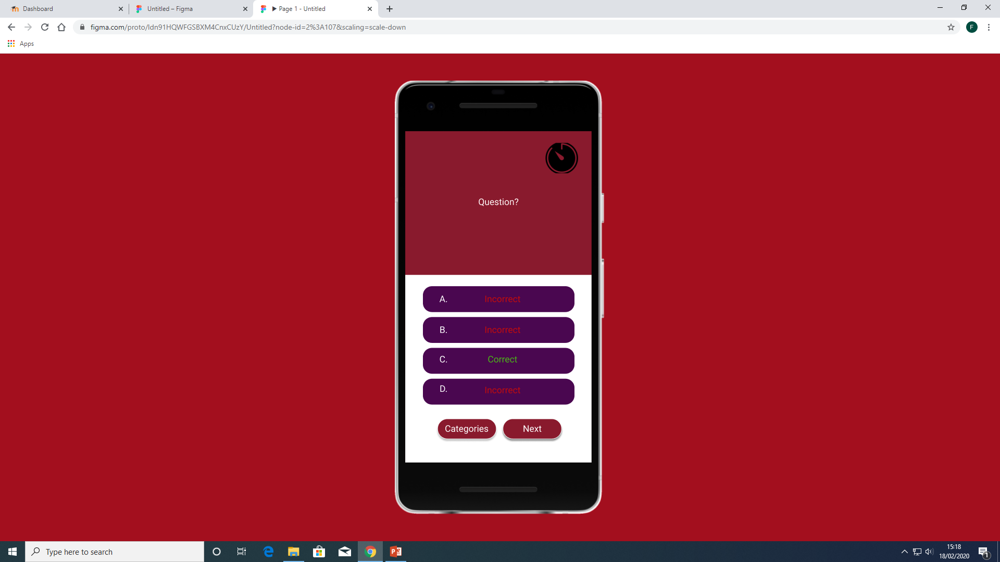 Dashboard
Untitled – Figma
▶ Page 1 - Untitled
figma.com/proto/ldn91HQWFGSBXM4CnxCUzY/Untitled?node-id=2%3A107&scaling=scale-down
F
Apps
Question?
A. Incorrect
B. Incorrect
C. Correct
D. Incorrect
Categories Next
Type here to search
15:18
18/02/2020
1